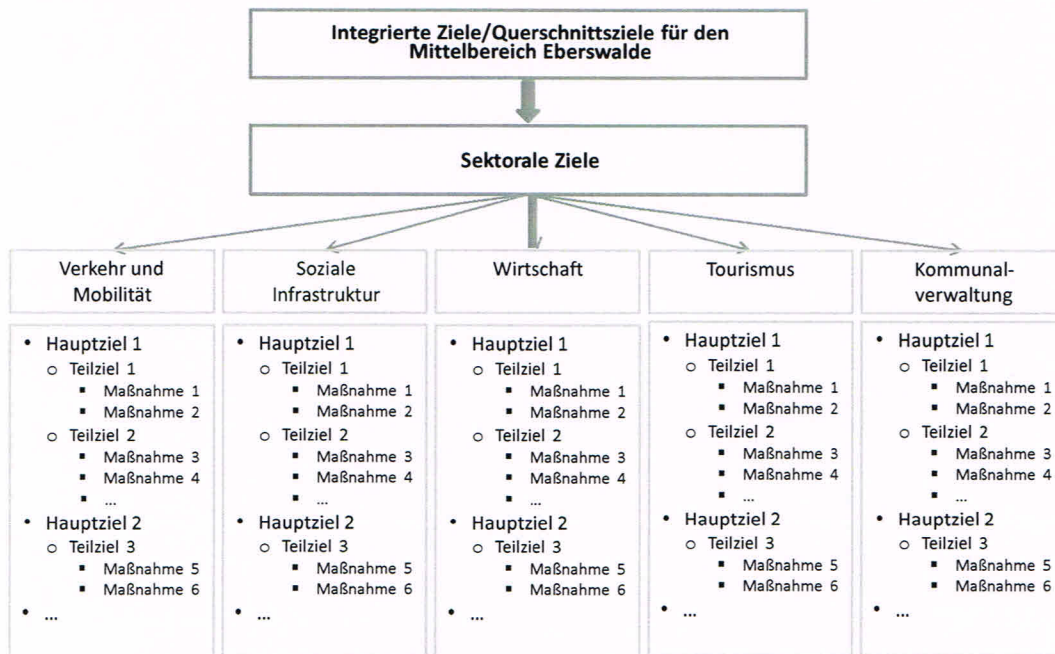 Integrierte Ziele/Querschnittsziele für den
Mittelbereich Eberswalde
Sektorale Ziele
Verkehr und
Mobilität
• Hauptziel 1
o Teilziel 1
▪ Maßnahme 1
▪ Maßnahme 2
o Teilziel 2
▪ Maßnahme 3
▪ Maßnahme 4
▪ ...
• Hauptziel 2
o Teilziel 3
▪ Maßnahme 5
▪ Maßnahme 6
• ...
Soziale
Infrastruktur
• Hauptziel 1
o Teilziel 1
▪ Maßnahme 1
▪ Maßnahme 2
o Teilziel 2
▪ Maßnahme 3
▪ Maßnahme 4
▪ ...
• Hauptziel 2
o Teilziel 3
▪ Maßnahme 5
▪ Maßnahme 6
• ...
Wirtschaft
• Hauptziel 1
o Teilziel 1
▪ Maßnahme 1
▪ Maßnahme 2
o Teilziel 2
▪ Maßnahme 3
▪ Maßnahme 4
▪ ...
• Hauptziel 2
o Teilziel 3
▪ Maßnahme 5
▪ Maßnahme 6
• ...
Tourismus
• Hauptziel 1
o Teilziel 1
▪ Maßnahme 1
▪ Maßnahme 2
o Teilziel 2
▪ Maßnahme 3
▪ Maßnahme 4
▪ ...
• Hauptziel 2
o Teilziel 3
▪ Maßnahme 5
▪ Maßnahme 6
• ...
Kommunal-
verwaltung
• Hauptziel 1
o Teilziel 1
▪ Maßnahme 1
▪ Maßnahme 2
o Teilziel 2
▪ Maßnahme 3
▪ Maßnahme 4
▪ ...
• Hauptziel 2
o Teilziel 3
▪ Maßnahme 5
▪ Maßnahme 6
• ...